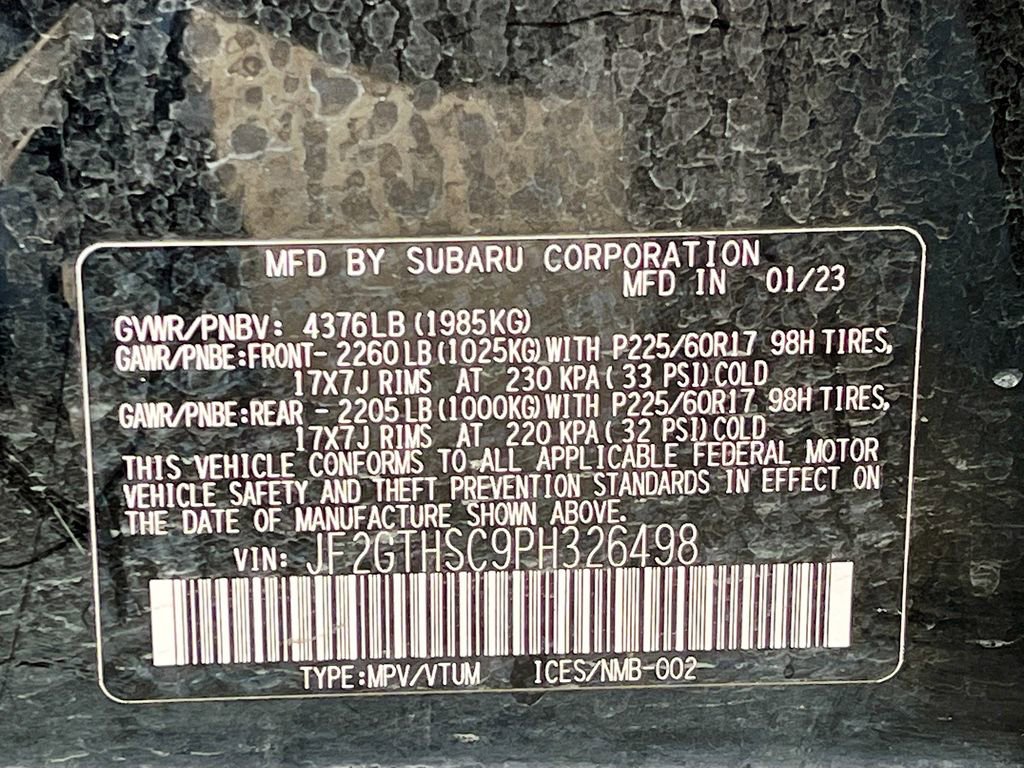 MFD BY SUBARU CORPORATION
MFD IN 01/23
GVWR/PNBV: 4376LB (1985KG)
GAWR/PNBE:FRONT- 2260LB (1025KG) WITH P225/60R17 98H TIRES,
17X7J RIMS AT 230 KPA ( 33 PSI) COLD
GAWR/PNBE:REAR - 2205LB (1000KG) WITH P225/60R17 98H TIRES,
17X7J RIMS AT 220 KPA ( 32 PSI) COLD
THIS VEHICLE CONFORMS TO ALL APPLICABLE FEDERAL MOTOR
VEHICLE SAFETY AND THEFT PREVENTION STANDARDS IN EFFECT ON
THE DATE OF MANUFACTURE SHOWN ABOVE.
VIN: JF2GTHSC9PH326498
TYPE:MPV/VTUM ICES/NMB-002